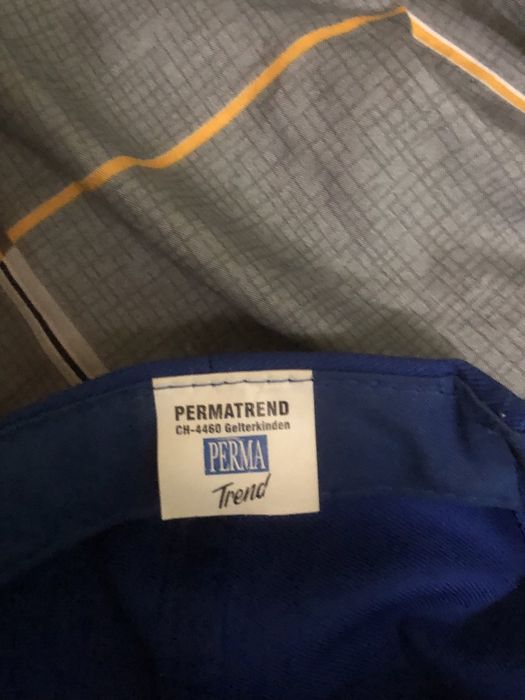 PERMATREND
CH-4460 Gelterkinden
PERMA
Trend